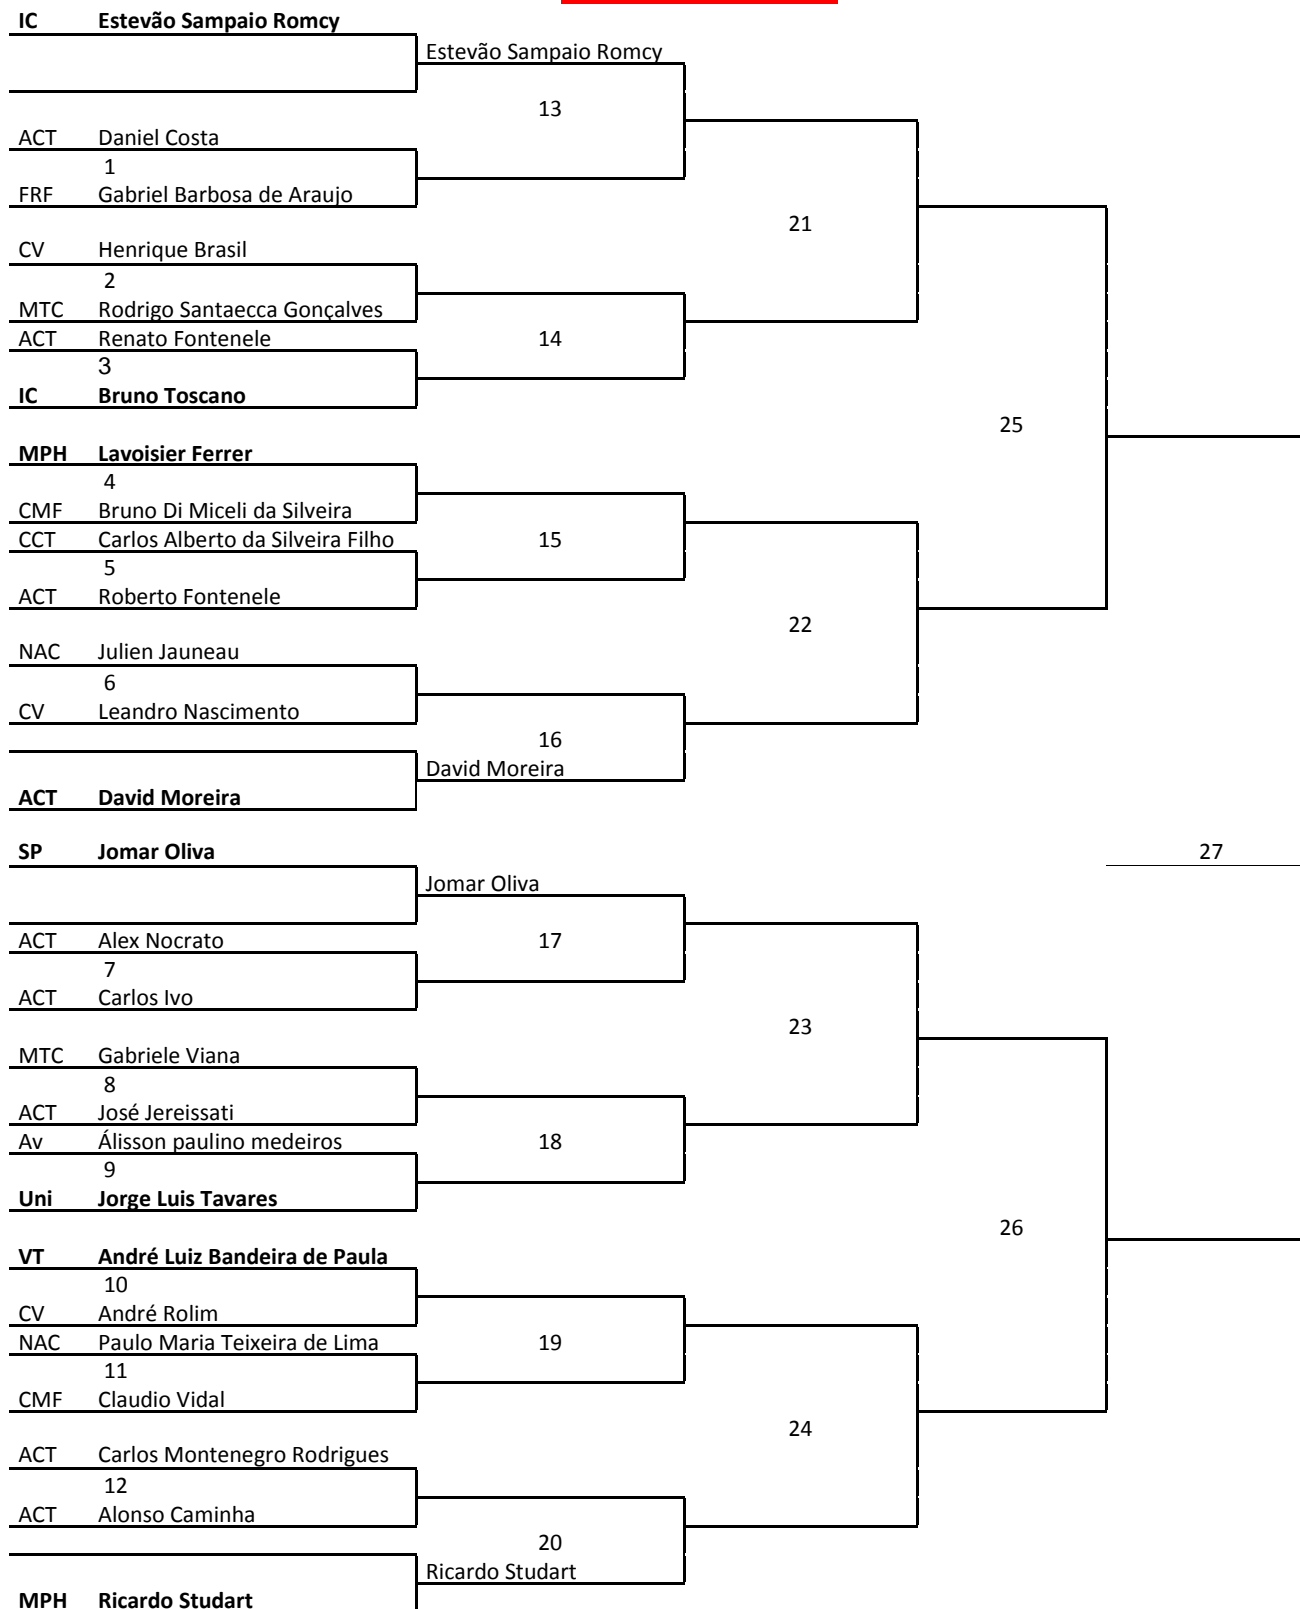 IC Estevão Sampaio Romcy
Estevão Sampaio Romcy
13
ACT Daniel Costa
1
FRF Gabriel Barbosa de Araujo
21
CV Henrique Brasil
2
MTC Rodrigo Santaecca Gonçalves
ACT Renato Fontenele
14
3
IC Bruno Toscano
25
MPH Lavoisier Ferrer
4
CMF Bruno Di Miceli da Silveira
CCT Carlos Alberto da Silveira Filho
15
5
ACT Roberto Fontenele
22
NAC Julien Jauneau
6
CV Leandro Nascimento
16
David Moreira
ACT David Moreira
SP Jomar Oliva
27
Jomar Oliva
ACT Alex Nocrato
17
7
ACT Carlos Ivo
23
MTC Gabriele Viana
8
ACT José Jereissati
Av Álisson paulino medeiros
18
9
Uni Jorge Luis Tavares
26
VT André Luiz Bandeira de Paula
10
CV André Rolim
NAC Paulo Maria Teixeira de Lima
19
11
CMF Claudio Vidal
24
ACT Carlos Montenegro Rodrigues
12
ACT Alonso Caminha
20
Ricardo Studart
MPH Ricardo Studart